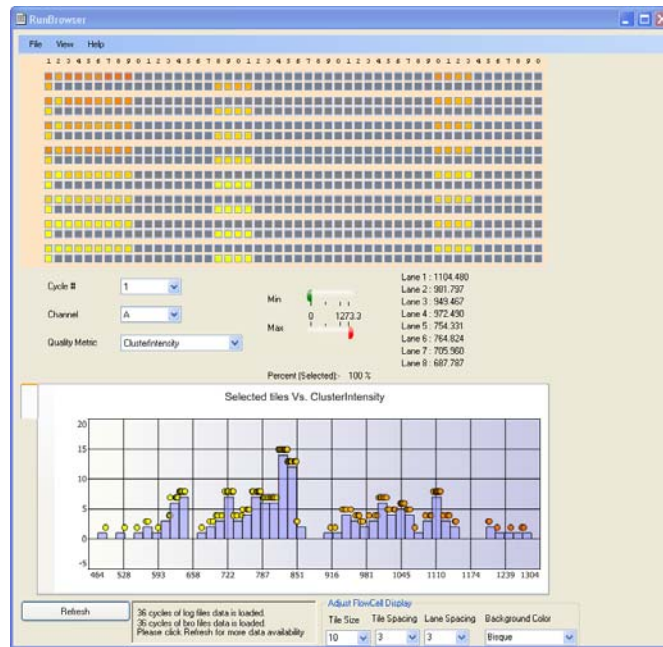 RunBrowser
File View Help
1 2 3 4 5 6 7 8 9 0 1 2 3 4 5 6 7 8 9 0 1 2 3 4 5 6 7 8 9 0 1 2 3 4 5 6 7 8 9 0 1 2 3 4 5 6 7 8 9 0
Cycle # 1
Channel A
Quality Metric ClusterIntensity
Min
0 1273.3
Max
Percent (Selected):- 100 %
Lane 1 : 1104.480
Lane 2 : 981.797
Lane 3 : 949.467
Lane 4 : 972.490
Lane 5 : 754.331
Lane 6 : 764.824
Lane 7 : 705.960
Lane 8 : 687.787
Selected tiles Vs. ClusterIntensity
20
15
10
5
0
-5
464 528 593 658 722 787 851 916 981 1045 1110 1174 1239 1304
Refresh
36 cycles of log files data is loaded.
36 cycles of bro files data is loaded.
Please click Refresh for more data availability
Adjust FlowCell Display
Tile Size Tile Spacing Lane Spacing Background Color
10 3 3 Bisque